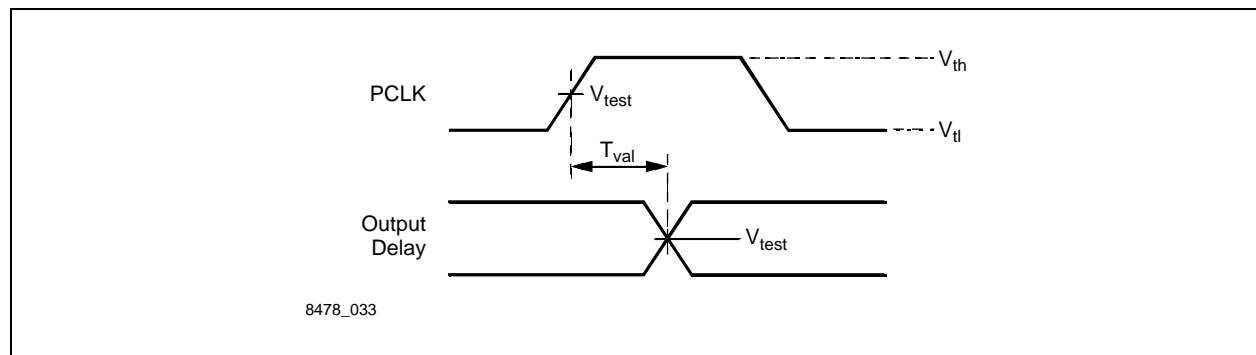 V_th
PCLK
V_test
V_tl
T_val
Output
Delay
V_test
8478_033